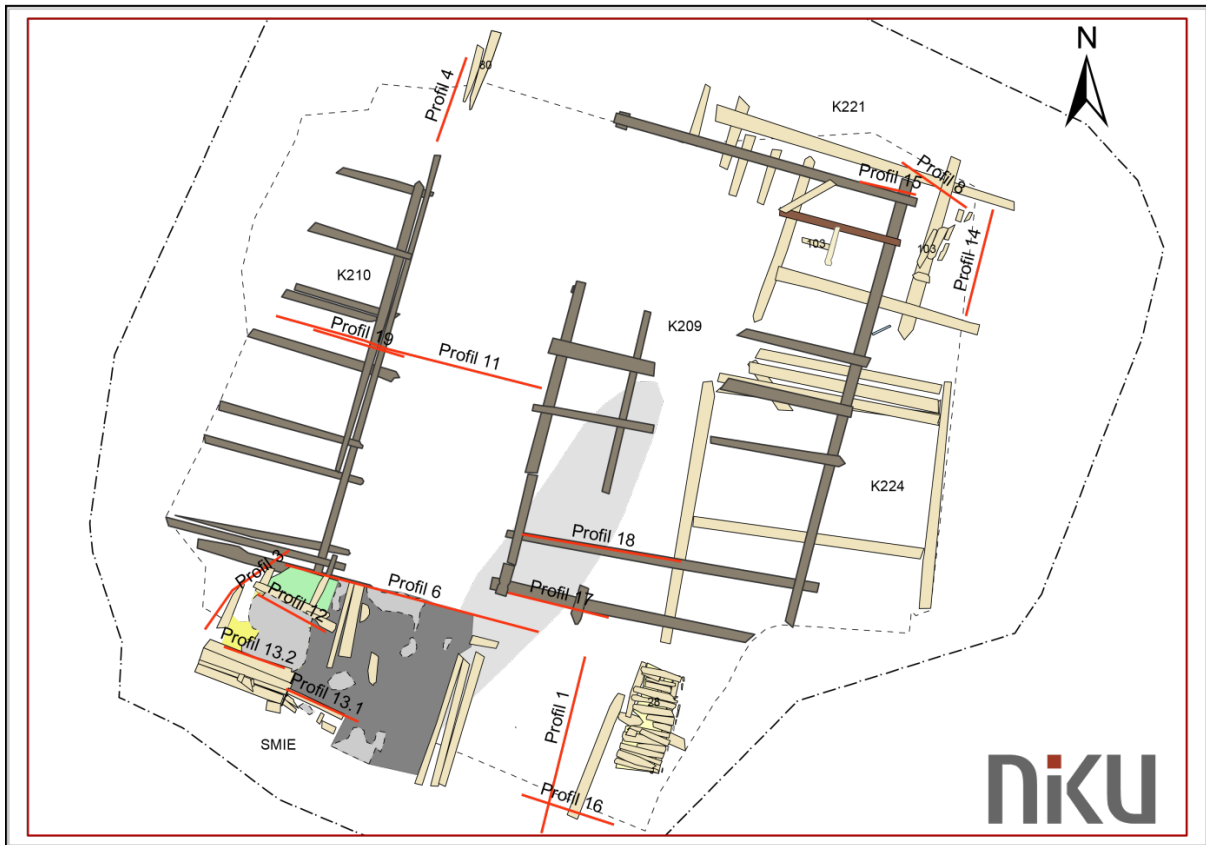 N
80
Profil 4
K221
Profil 15
Profil 8
103
103
Profil 14
K210
K209
Profil 19
Profil 11
K224
Profil 18
Profil 3
Profil 6
Profil 17
Profil 12
Profil 13.2
Profil 13.1
Profil 1
28
SMIE
Profil 16
NIKU